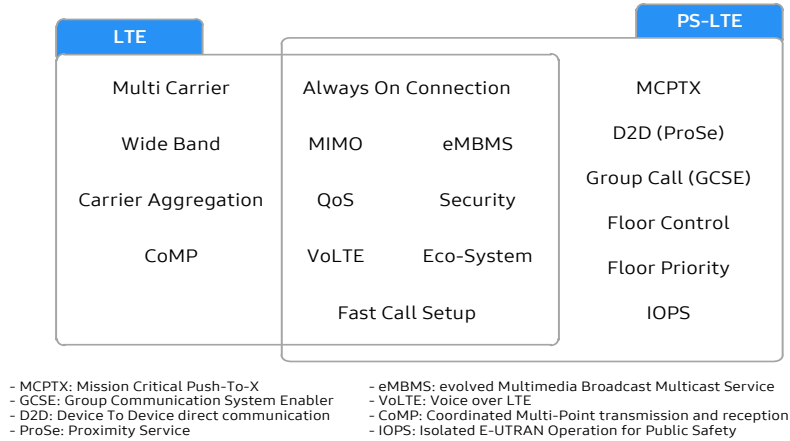 LTE
PS-LTE
Multi Carrier
Wide Band
Carrier Aggregation
CoMP
Always On Connection
MIMO eMBMS
QoS Security
VoLTE Eco-System
Fast Call Setup
MCPTX
D2D (ProSe)
Group Call (GCSE)
Floor Control
Floor Priority
IOPS
- MCPTX: Mission Critical Push-To-X
- GCSE: Group Communication System Enabler
- D2D: Device To Device direct communication
- ProSe: Proximity Service
- eMBMS: evolved Multimedia Broadcast Multicast Service
- VoLTE: Voice over LTE
- CoMP: Coordinated Multi-Point transmission and reception
- IOPS: Isolated E-UTRAN Operation for Public Safety